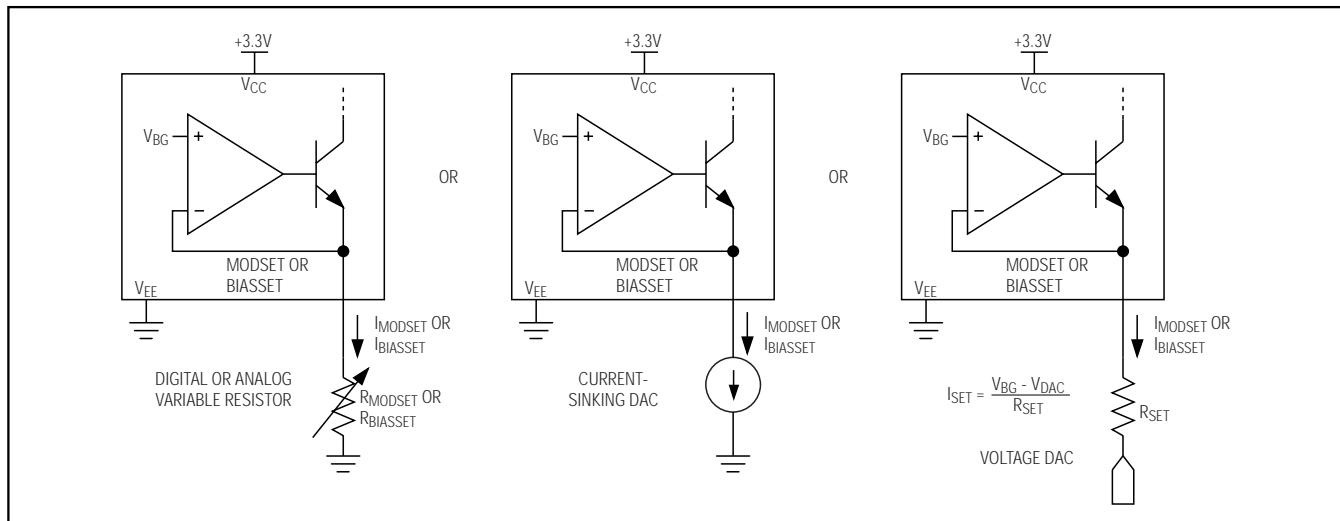 +3.3V
VCC
VBG
+
−
MODSET OR
BIASSET
VEE
IMODSET OR
IBIASSET
DIGITAL OR ANALOG
VARIABLE RESISTOR
RMODSET OR
RBIASSET
OR
+3.3V
VCC
VBG
+
−
MODSET OR
BIASSET
VEE
IMODSET OR
IBIASSET
CURRENT-
SINKING DAC
OR
+3.3V
VCC
VBG
+
−
MODSET OR
BIASSET
VEE
IMODSET OR
IBIASSET
ISET = VBG - VDAC
RSET
RSET
VOLTAGE DAC